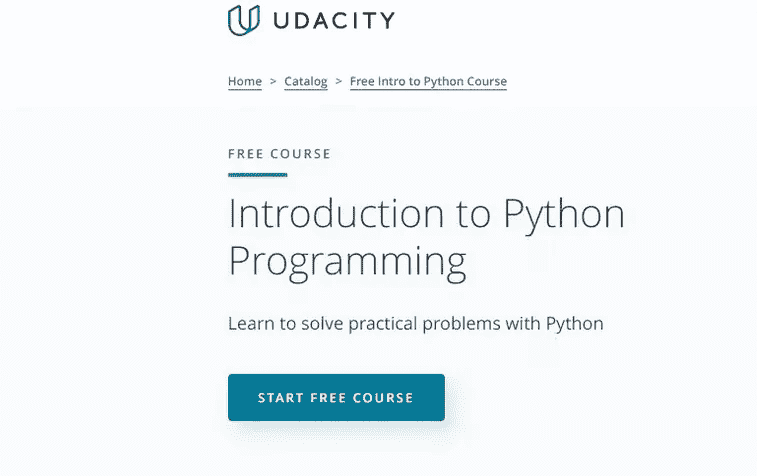 UDACITY
Home > Catalog > Free Intro to Python Course
FREE COURSE
Introduction to Python
Programming
Learn to solve practical problems with Python
START FREE COURSE